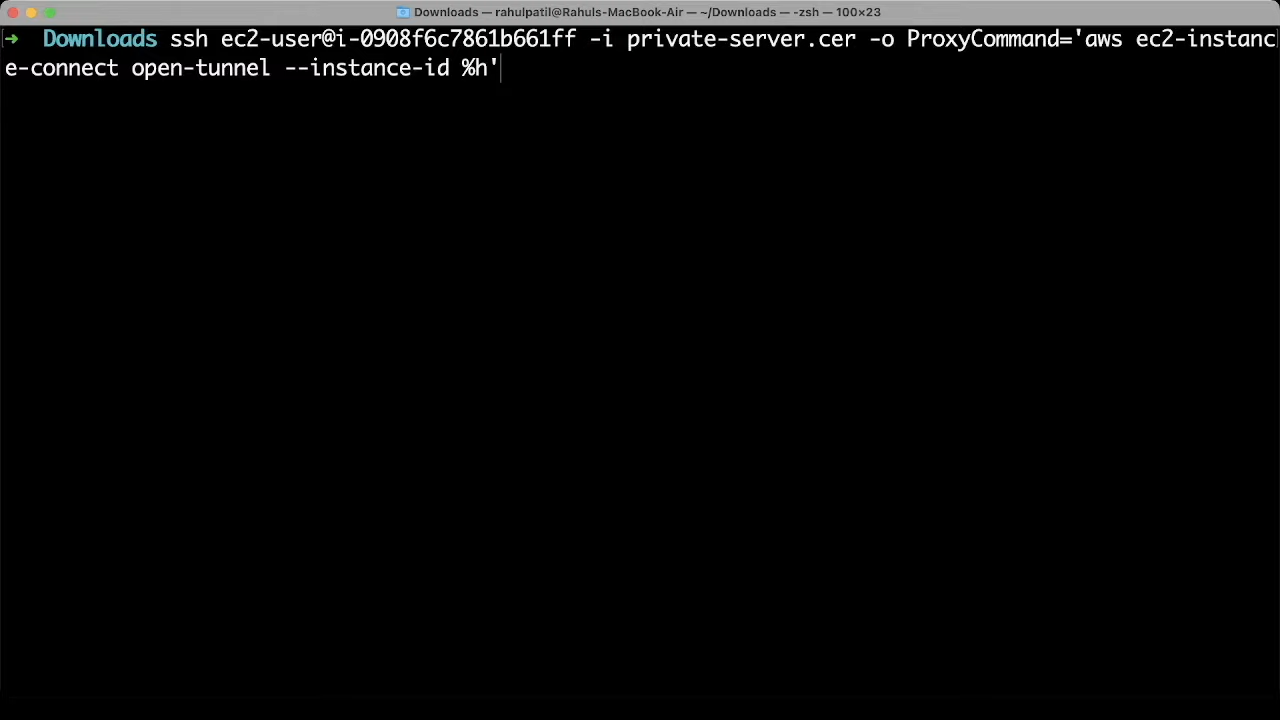 Downloads — rahulpatil@Rahuls-MacBook-Air — ~/Downloads — -zsh — 100×23
➜ Downloads ssh ec2-user@i-0908f6c7861b661ff -i private-server.cer -o ProxyCommand='aws ec2-instanc
e-connect open-tunnel --instance-id %h'